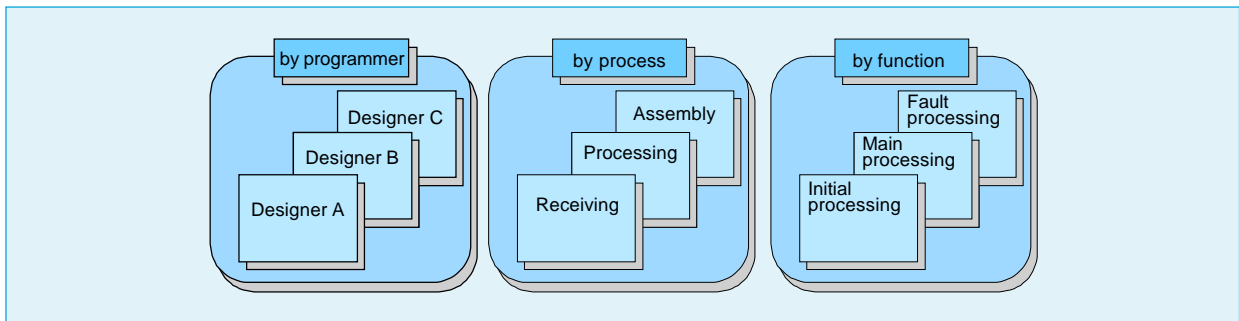 by programmer
Designer C
Designer B
Designer A
by process
Assembly
Processing
Receiving
by function
Fault
processing
Main
processing
Initial
processing